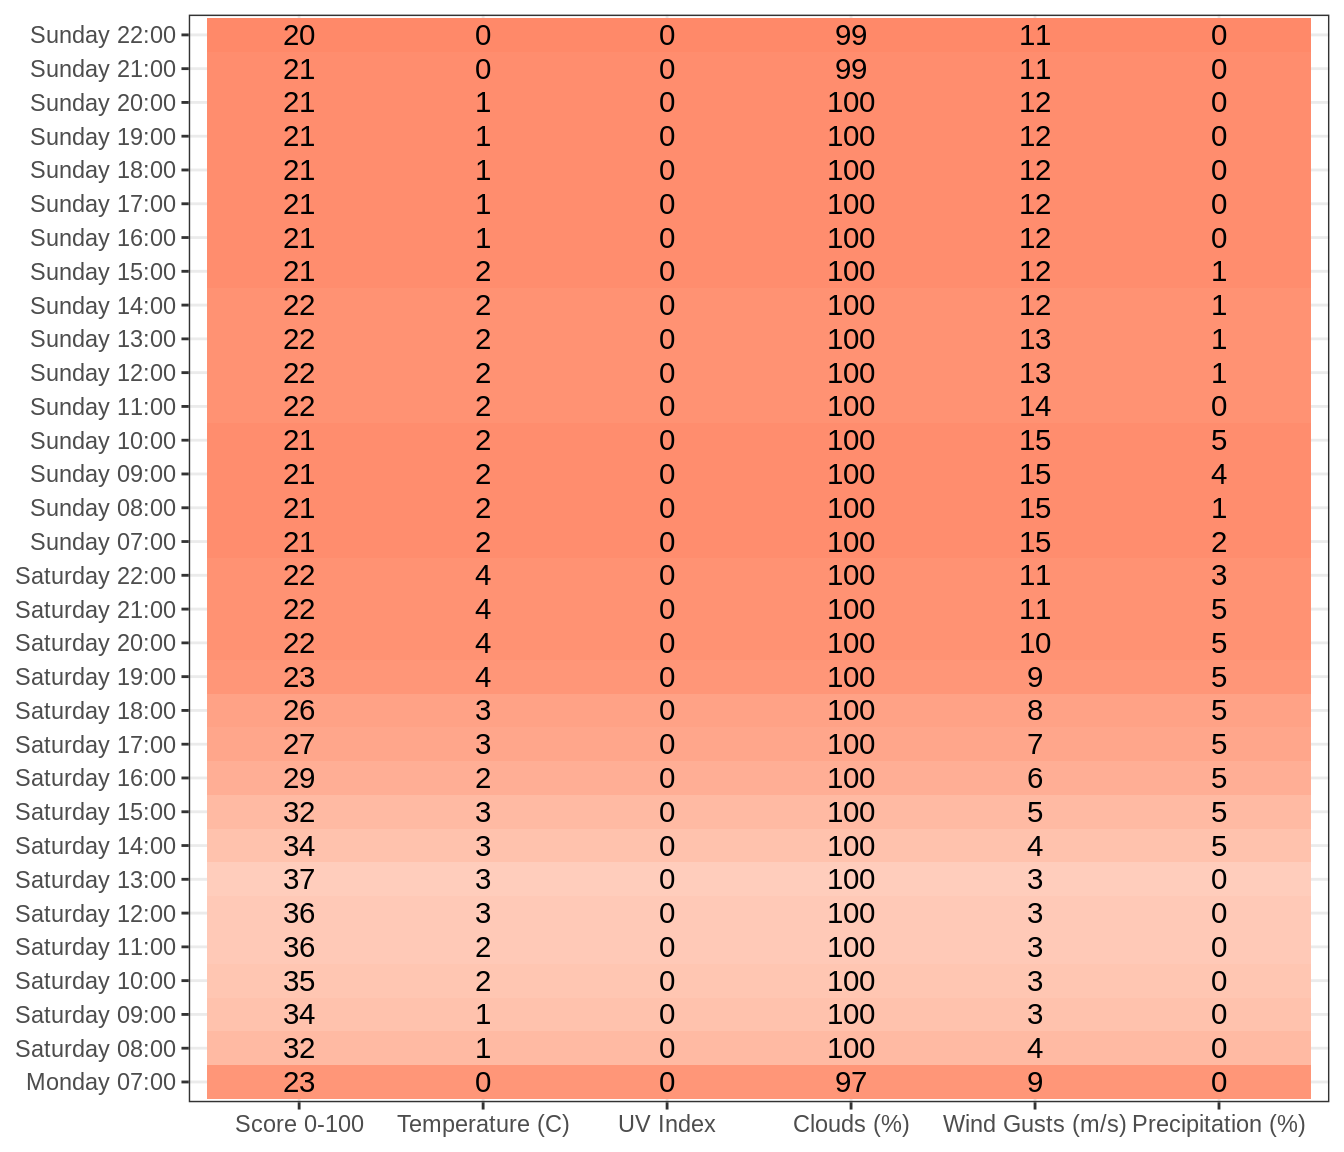 Sunday 22:00 20 0 0 99 11 0
Sunday 21:00 21 0 0 99 11 0
Sunday 20:00 21 1 0 100 12 0
Sunday 19:00 21 1 0 100 12 0
Sunday 18:00 21 1 0 100 12 0
Sunday 17:00 21 1 0 100 12 0
Sunday 16:00 21 1 0 100 12 0
Sunday 15:00 21 2 0 100 12 1
Sunday 14:00 22 2 0 100 12 1
Sunday 13:00 22 2 0 100 13 1
Sunday 12:00 22 2 0 100 13 1
Sunday 11:00 22 2 0 100 14 0
Sunday 10:00 21 2 0 100 15 5
Sunday 09:00 21 2 0 100 15 4
Sunday 08:00 21 2 0 100 15 1
Sunday 07:00 21 2 0 100 15 2
Saturday 22:00 22 4 0 100 11 3
Saturday 21:00 22 4 0 100 11 5
Saturday 20:00 22 4 0 100 10 5
Saturday 19:00 23 4 0 100 9 5
Saturday 18:00 26 3 0 100 8 5
Saturday 17:00 27 3 0 100 7 5
Saturday 16:00 29 2 0 100 6 5
Saturday 15:00 32 3 0 100 5 5
Saturday 14:00 34 3 0 100 4 5
Saturday 13:00 37 3 0 100 3 0
Saturday 12:00 36 3 0 100 3 0
Saturday 11:00 36 2 0 100 3 0
Saturday 10:00 35 2 0 100 3 0
Saturday 09:00 34 1 0 100 3 0
Saturday 08:00 32 1 0 100 4 0
Monday 07:00 23 0 0 97 9 0
Score 0-100 Temperature (C) UV Index Clouds (%) Wind Gusts (m/s) Precipitation (%)